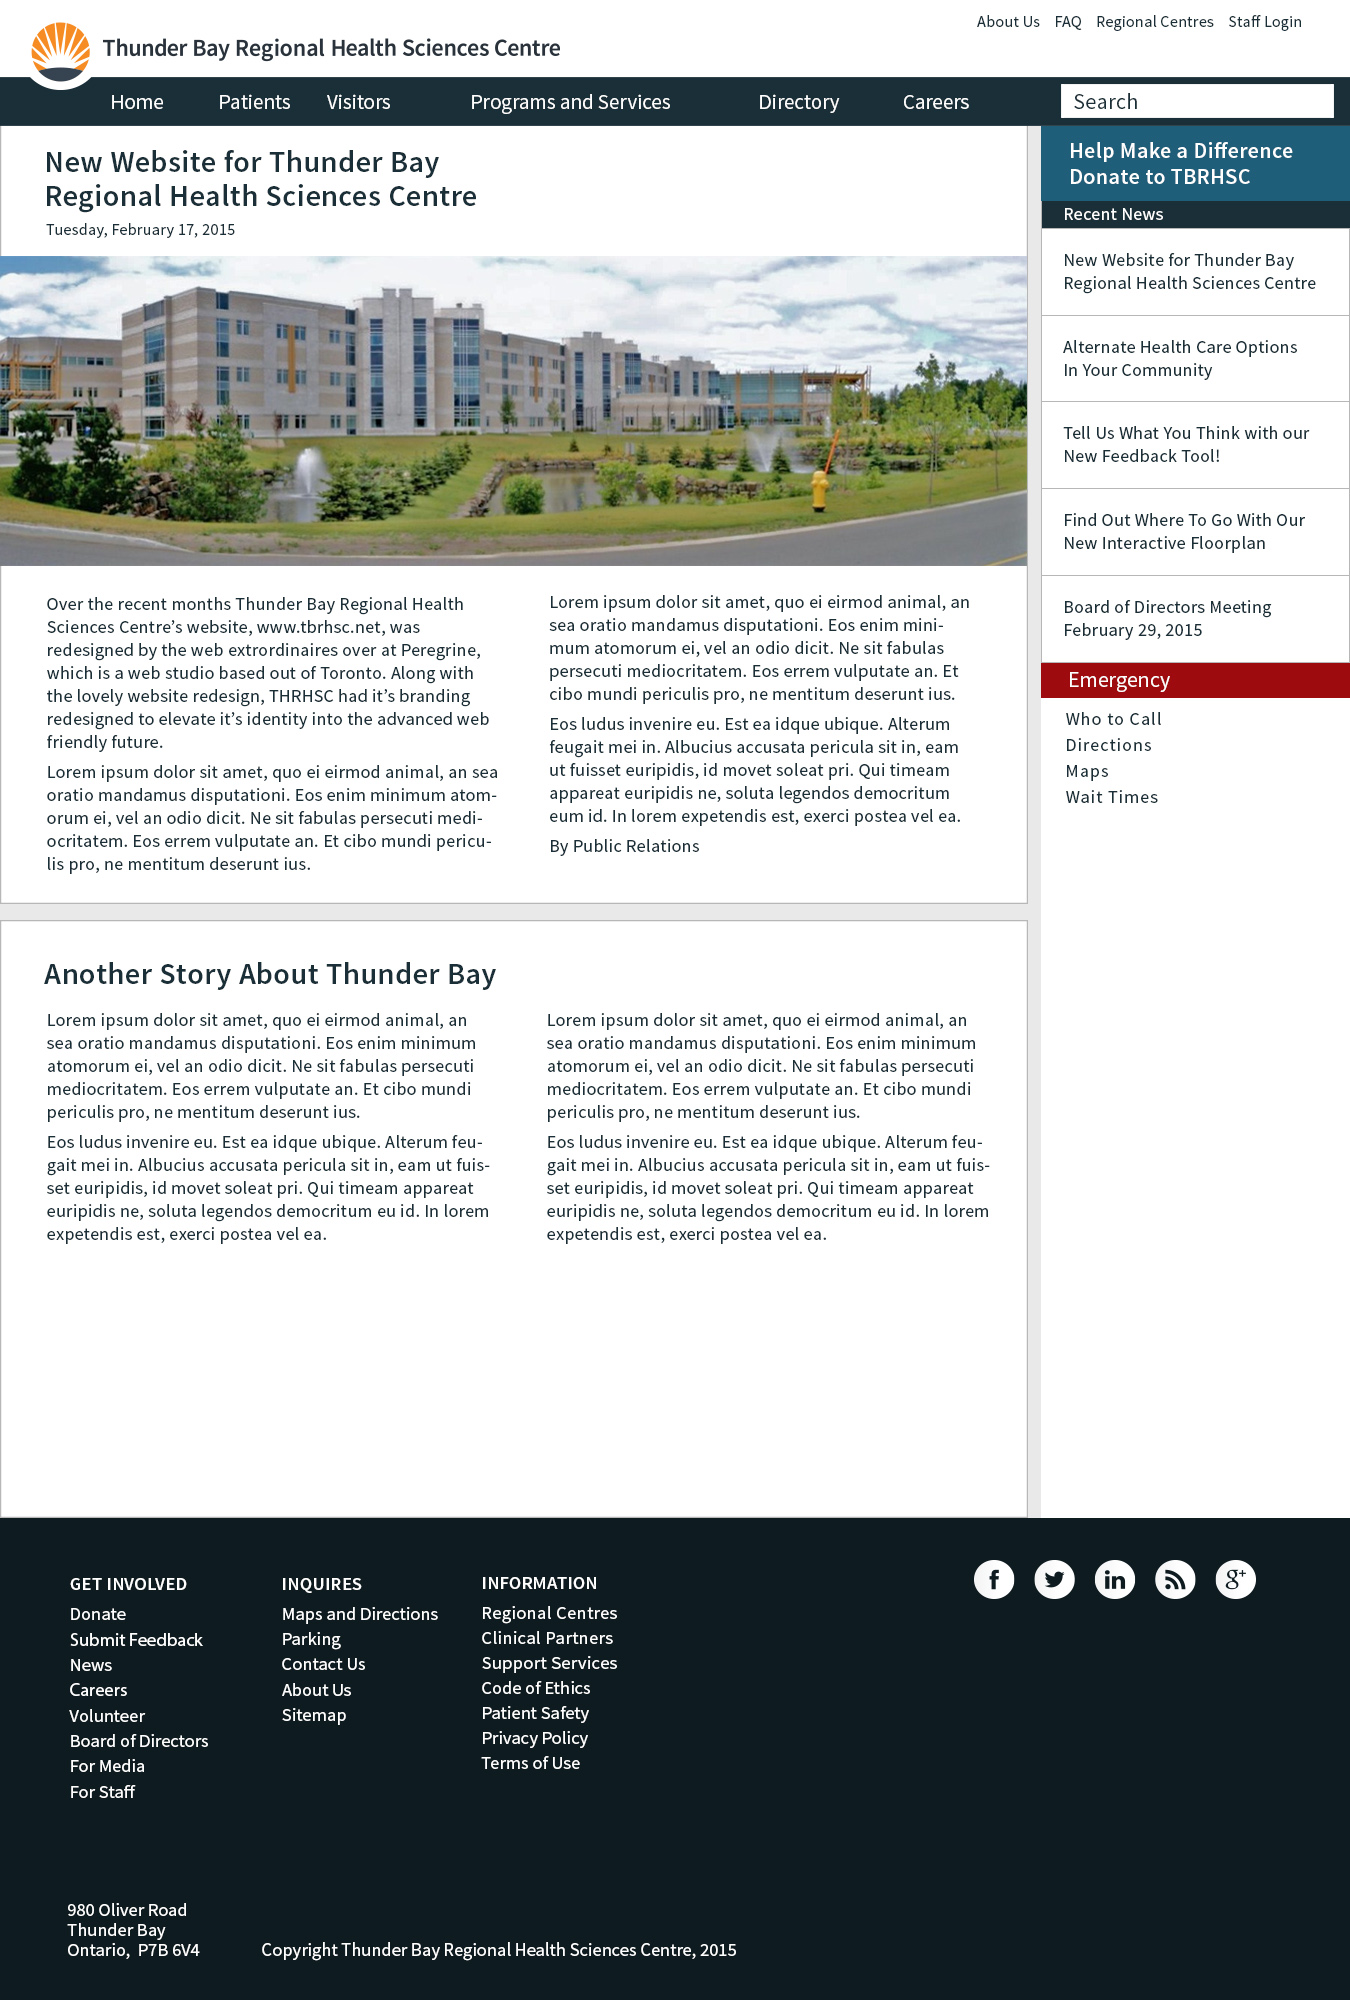 About Us FAQ Regional Centres Staff Login
Thunder Bay Regional Health Sciences Centre
Home Patients Visitors Programs and Services Directory Careers Search
New Website for Thunder Bay
Regional Health Sciences Centre
Tuesday, February 17, 2015
Over the recent months Thunder Bay Regional Health
Sciences Centre’s website, www.tbrhsc.net, was
redesigned by the web extrordinaires over at Peregrine,
which is a web studio based out of Toronto. Along with
the lovely website redesign, THRHSC had it’s branding
redesigned to elevate it’s identity into the advanced web
friendly future.
Lorem ipsum dolor sit amet, quo ei eirmod animal, an sea
oratio mandamus disputationi. Eos enim minimum atom-
orum ei, vel an odio dicit. Ne sit fabulas persecuti medi-
ocritatem. Eos errem vulputate an. Et cibo mundi pericu-
lis pro, ne mentitum deserunt ius.
Lorem ipsum dolor sit amet, quo ei eirmod animal, an
sea oratio mandamus disputationi. Eos enim mini-
mum atomorum ei, vel an odio dicit. Ne sit fabulas
persecuti mediocritatem. Eos errem vulputate an. Et
cibo mundi periculis pro, ne mentitum deserunt ius.
Eos ludus invenire eu. Est ea idque ubique. Alterum
feugait mei in. Albucius accusata pericula sit in, eam
ut fuisset euripidis, id movet soleat pri. Qui timeam
appareat euripidis ne, soluta legendos democritum
eum id. In lorem expetendis est, exerci postea vel ea.
By Public Relations
Another Story About Thunder Bay
Lorem ipsum dolor sit amet, quo ei eirmod animal, an
sea oratio mandamus disputationi. Eos enim minimum
atomorum ei, vel an odio dicit. Ne sit fabulas persecuti
mediocritatem. Eos errem vulputate an. Et cibo mundi
periculis pro, ne mentitum deserunt ius.
Eos ludus invenire eu. Est ea idque ubique. Alterum feu-
gait mei in. Albucius accusata pericula sit in, eam ut fuis-
set euripidis, id movet soleat pri. Qui timeam appareat
euripidis ne, soluta legendos democritum eu id. In lorem
expetendis est, exerci postea vel ea.
Lorem ipsum dolor sit amet, quo ei eirmod animal, an
sea oratio mandamus disputationi. Eos enim minimum
atomorum ei, vel an odio dicit. Ne sit fabulas persecuti
mediocritatem. Eos errem vulputate an. Et cibo mundi
periculis pro, ne mentitum deserunt ius.
Eos ludus invenire eu. Est ea idque ubique. Alterum feu-
gait mei in. Albucius accusata pericula sit in, eam ut fuis-
set euripidis, id movet soleat pri. Qui timeam appareat
euripidis ne, soluta legendos democritum eu id. In lorem
expetendis est, exerci postea vel ea.
Help Make a Difference
Donate to TBRHSC
Recent News
New Website for Thunder Bay
Regional Health Sciences Centre
Alternate Health Care Options
In Your Community
Tell Us What You Think with our
New Feedback Tool!
Find Out Where To Go With Our
New Interactive Floorplan
Board of Directors Meeting
February 29, 2015
Emergency
Who to Call
Directions
Maps
Wait Times
GET INVOLVED
Donate
Submit Feedback
News
Careers
Volunteer
Board of Directors
For Media
For Staff
INQUIRES
Maps and Directions
Parking
Contact Us
About Us
Sitemap
INFORMATION
Regional Centres
Clinical Partners
Support Services
Code of Ethics
Patient Safety
Privacy Policy
Terms of Use
f in g+
980 Oliver Road
Thunder Bay
Ontario, P7B 6V4
Copyright Thunder Bay Regional Health Sciences Centre, 2015